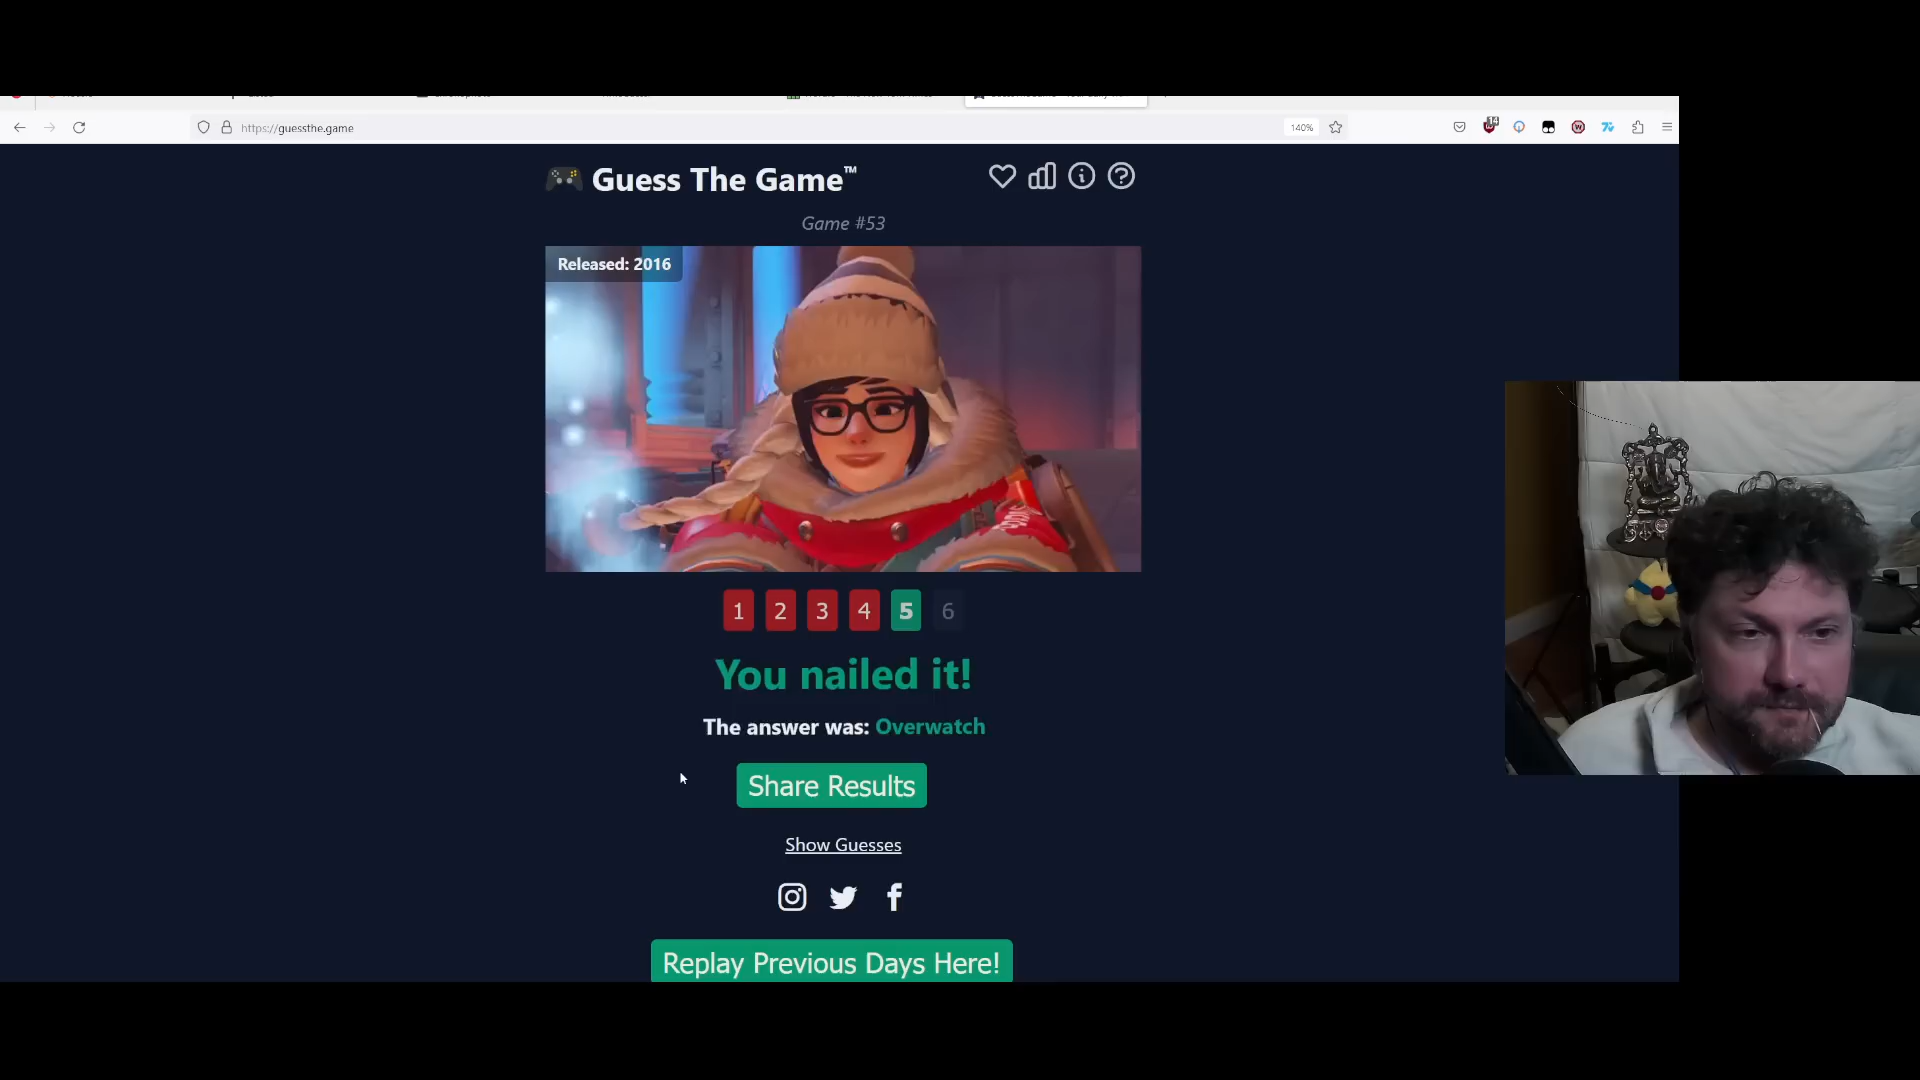 https://guessthe.game
140%
14
Guess The Game™
Game #53
Released: 2016
1 2 3 4 5 6
You nailed it!
The answer was: Overwatch
Share Results
Show Guesses
Replay Previous Days Here!